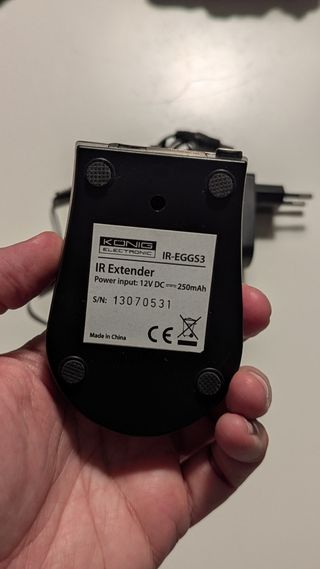 KÖNIG
ELECTRONIC
IR-EGGS3
IR Extender
Power input: 12V DC ⎓ 250mAh
S/N: 13070531
Made in China
CE